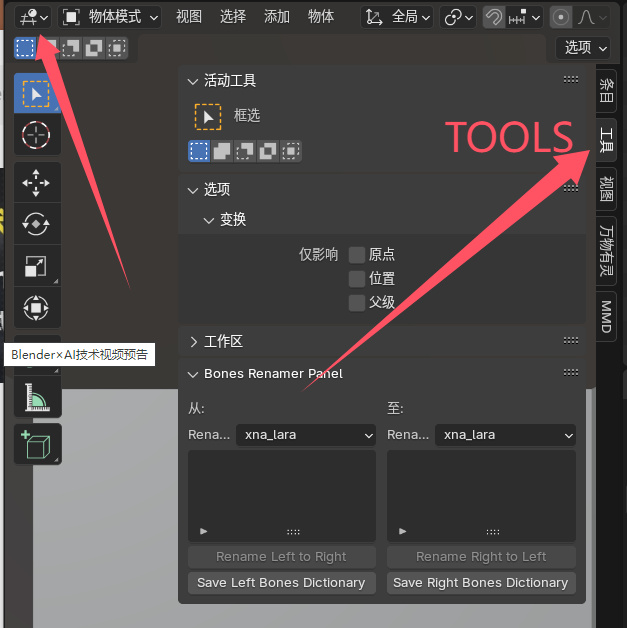 物体模式 视图 选择 添加 物体 全局
选项
活动工具
框选
TOOLS
选项
变换
仅影响 原点
位置
父级
工作区
Bones Renamer Panel
从: 至:
Rena... xna_lara Rena... xna_lara
Rename Left to Right Rename Right to Left
Save Left Bones Dictionary Save Right Bones Dictionary
条目
工具
视图
万物有灵
MMD
Blender×AI技术视频预告